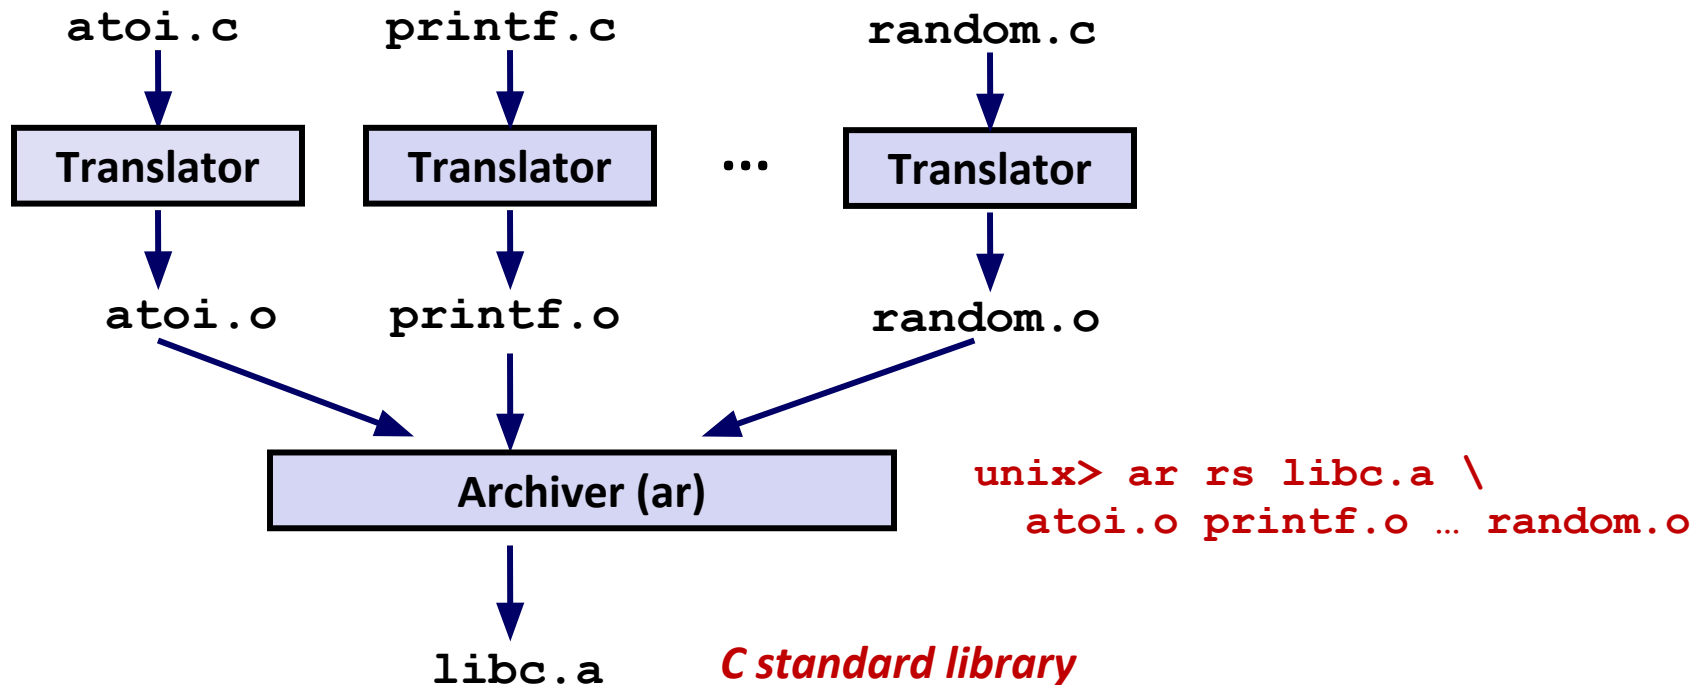 atoi.c printf.c random.c
Translator Translator ... Translator
atoi.o printf.o random.o
Archiver (ar)
unix> ar rs libc.a \
atoi.o printf.o … random.o
libc.a C standard library